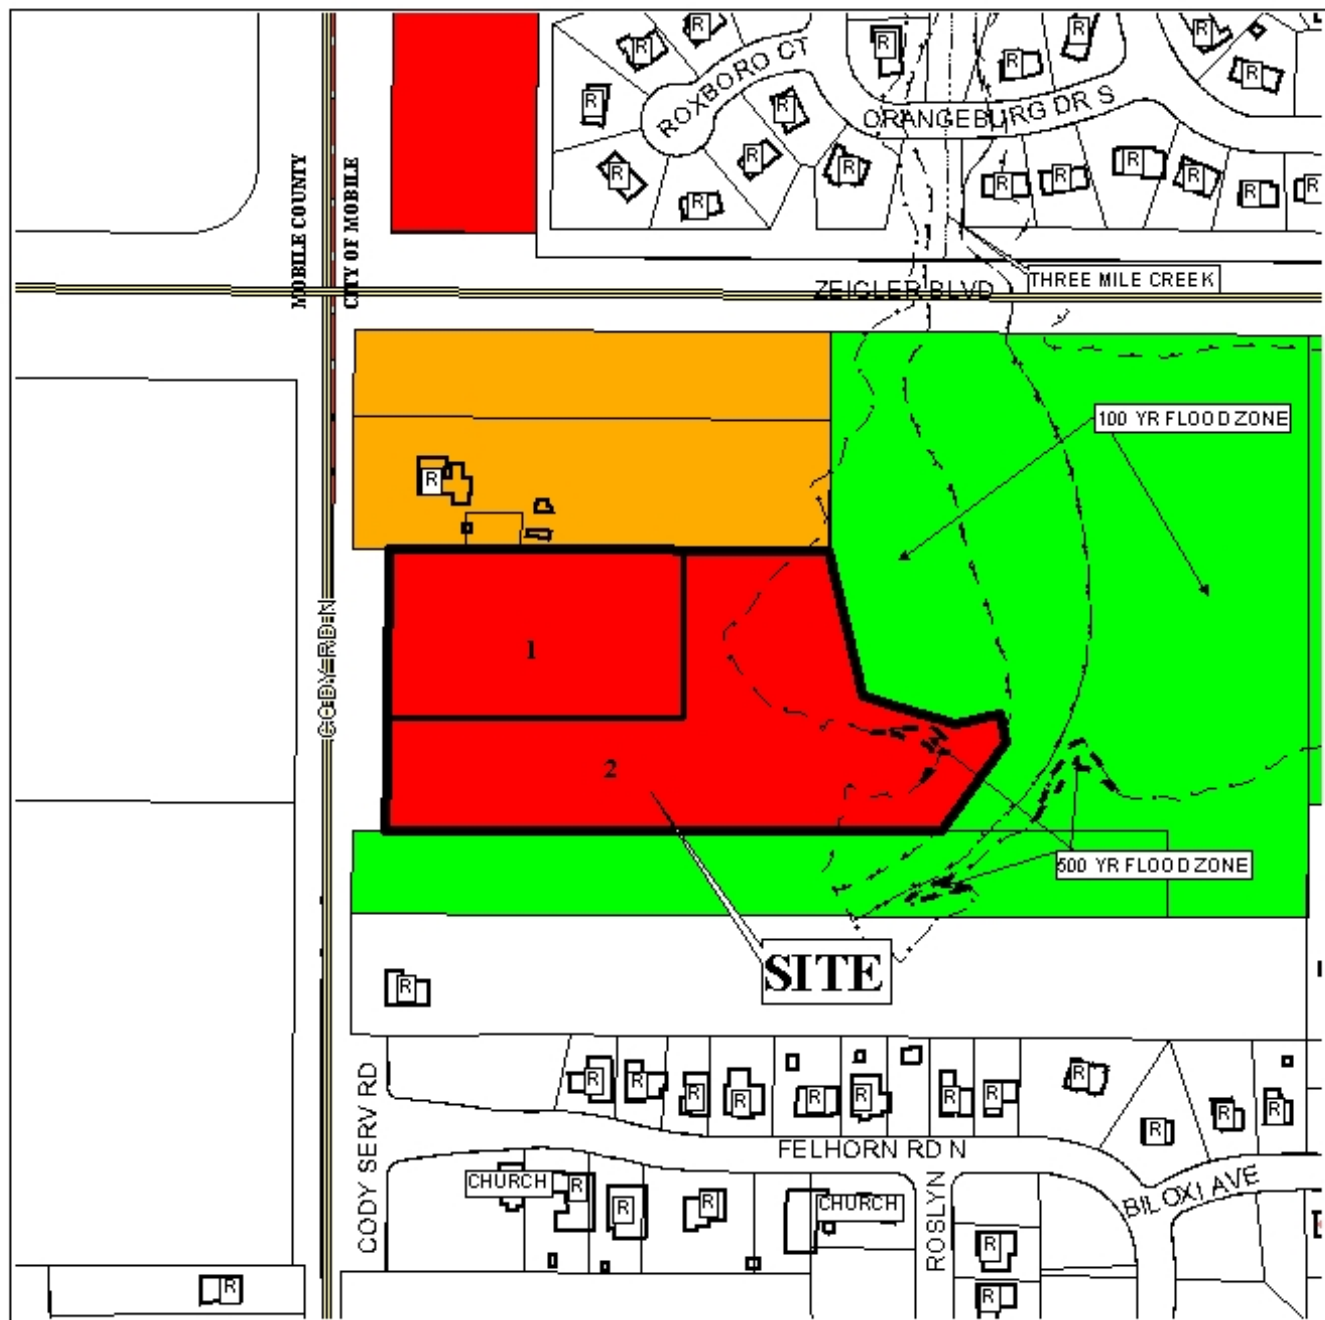 R
R
R
R
R
R
R
ROXBORO CT
R
ORANGEBURG DR S
R
R
R
R
R
R
R
R
R
R
R
R
MOBILE COUNTY
CITY OF MOBILE
THREE MILE CREEK
ZEIGLER BLVD
100 YR FLOOD ZONE
R
CODY RD N
1
2
500 YR FLOOD ZONE
SITE
R
CODY SERV RD
R
R
R
R
R
R
R
R
R
R
R
R
FELHORN RD N
CHURCH
R
R
R
CHURCH
ROSLYN
BILOXI AVE
R
R
R